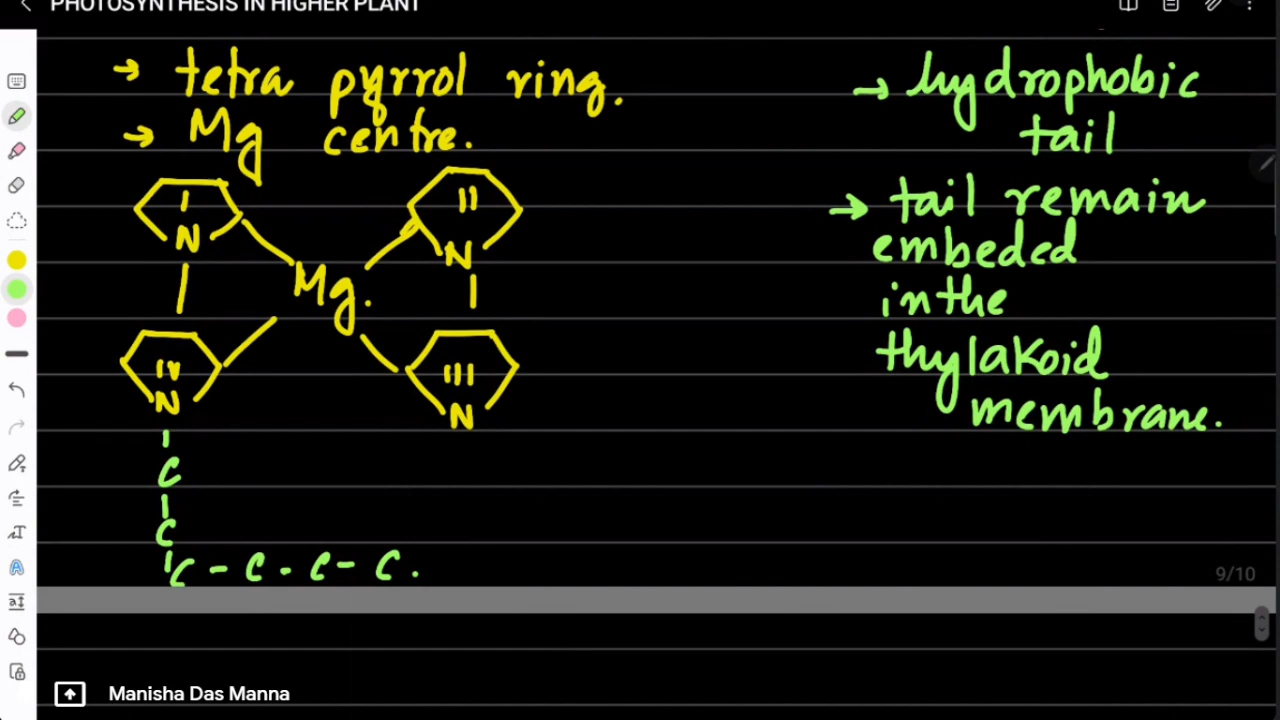 PHOTOSYNTHESIS IN HIGHER PLANT
→ tetra pyrrol ring.
→ Mg centre.
I
N
II
N
Mg.
IV
N
III
N
C
C
C - C - C - C.
→ hydrophobic
tail
→ tail remain
embeded
in the
thylakoid
membrane.
9/10
Manisha Das Manna